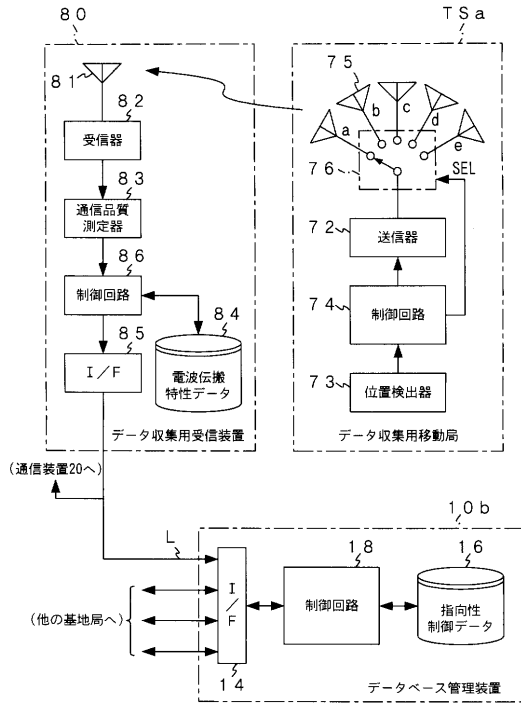 ８０
８１
８２
受信器
８３
通信品質
測定器
８６
制御回路
８４
電波伝搬
特性データ
８５
Ｉ／Ｆ
データ収集用受信装置
ＴＳａ
７５
a
b
c
d
e
７６
SEL
７２
送信器
７４
制御回路
７３
位置検出器
データ収集用移動局
(通信装置20へ)
１０ｂ
L
(他の基地局へ)
Ｉ
／
Ｆ
１４
１８
制御回路
１６
指向性
制御データ
データベース管理装置